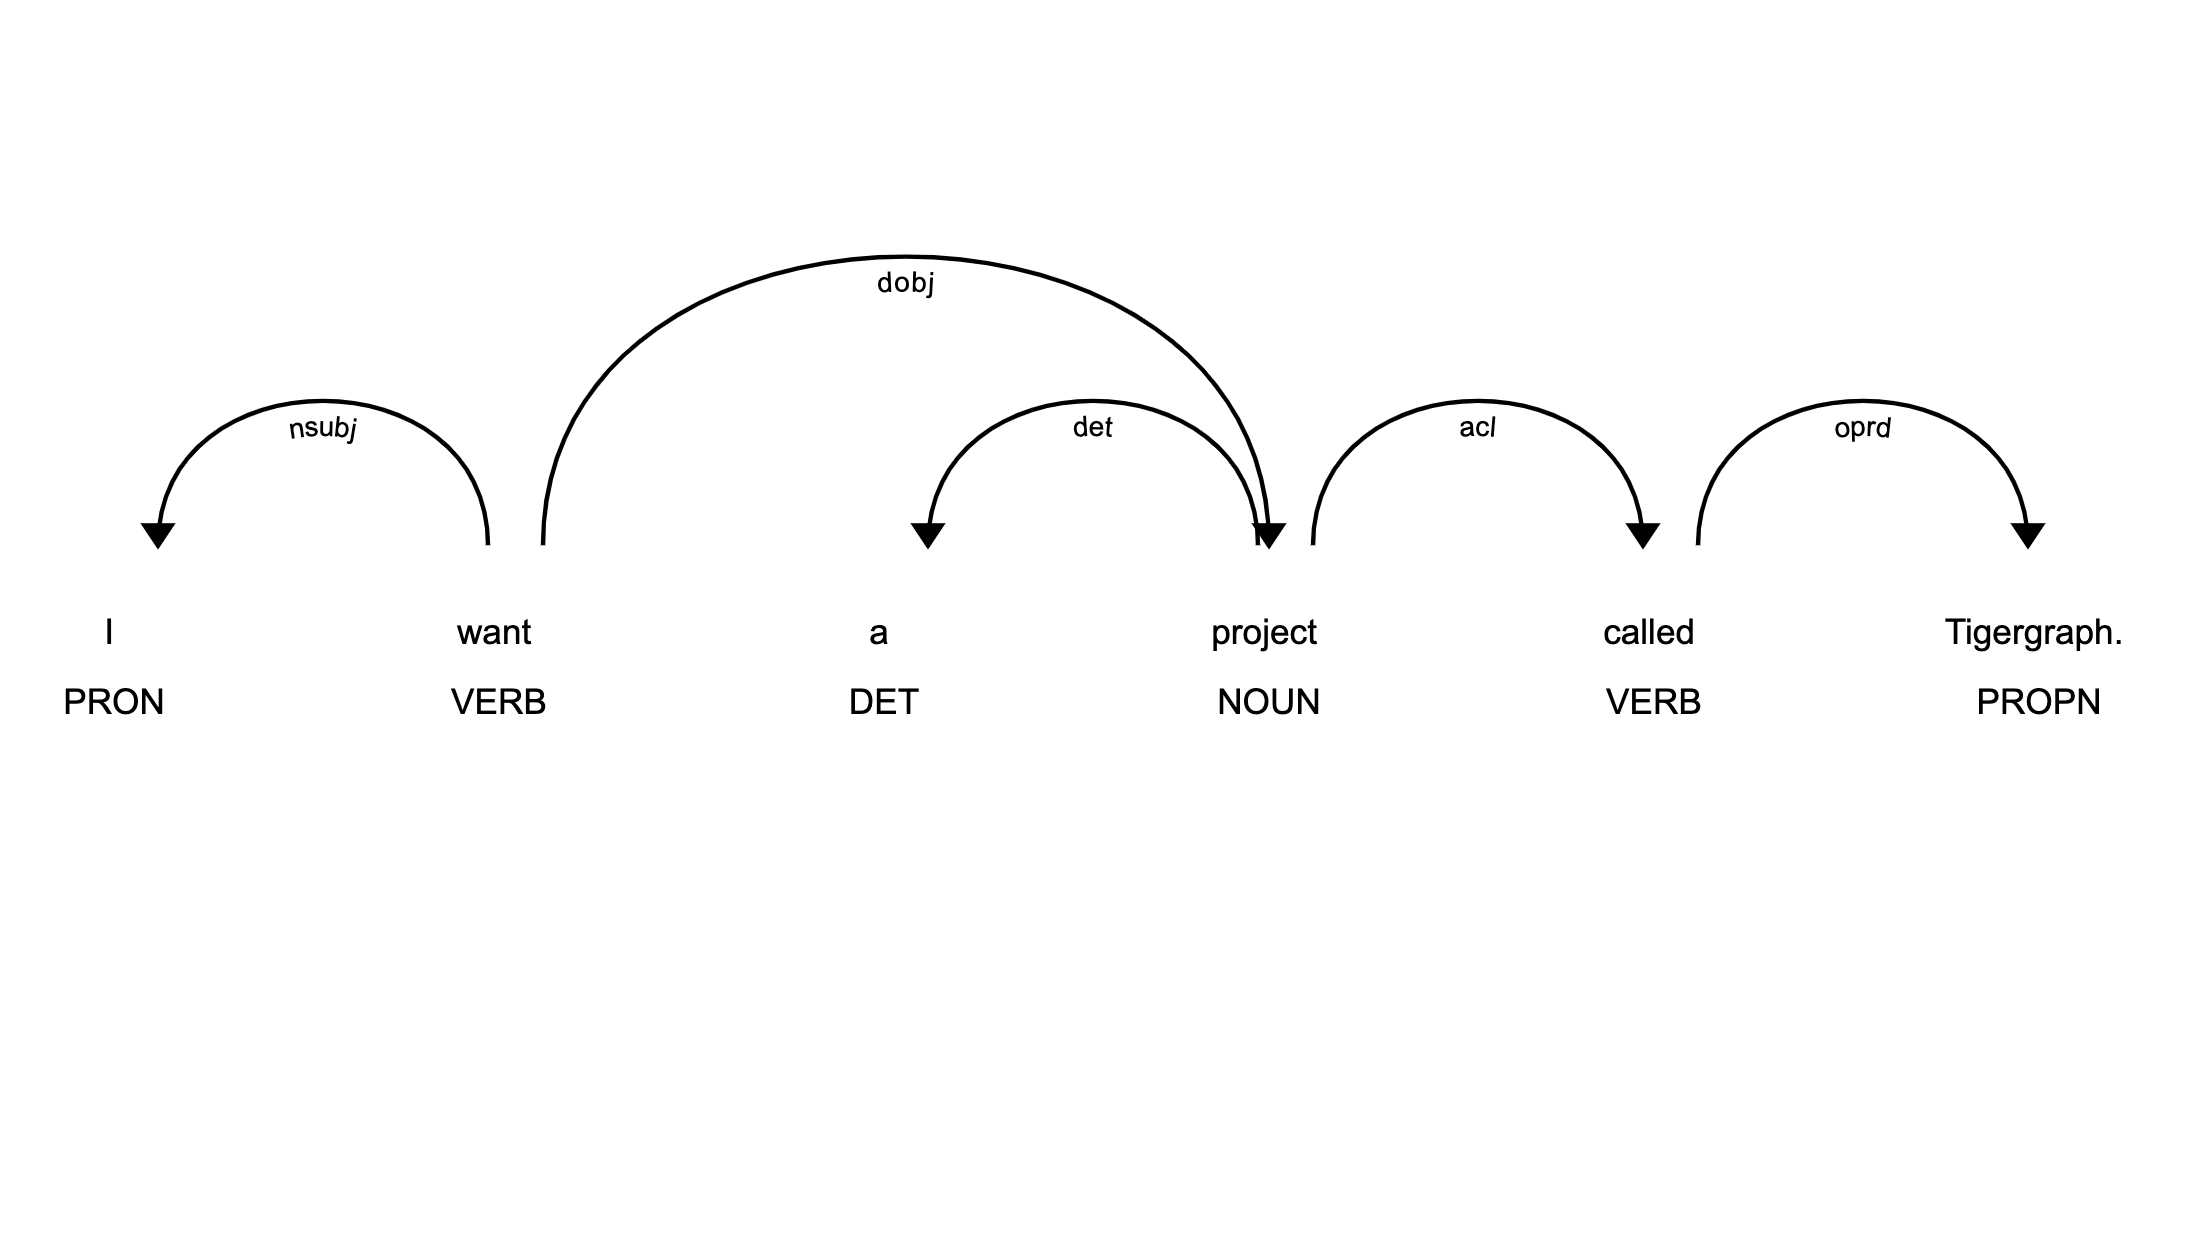 dobj
nsubj det acl oprd
I want a project called Tigergraph.
PRON VERB DET NOUN VERB PROPN